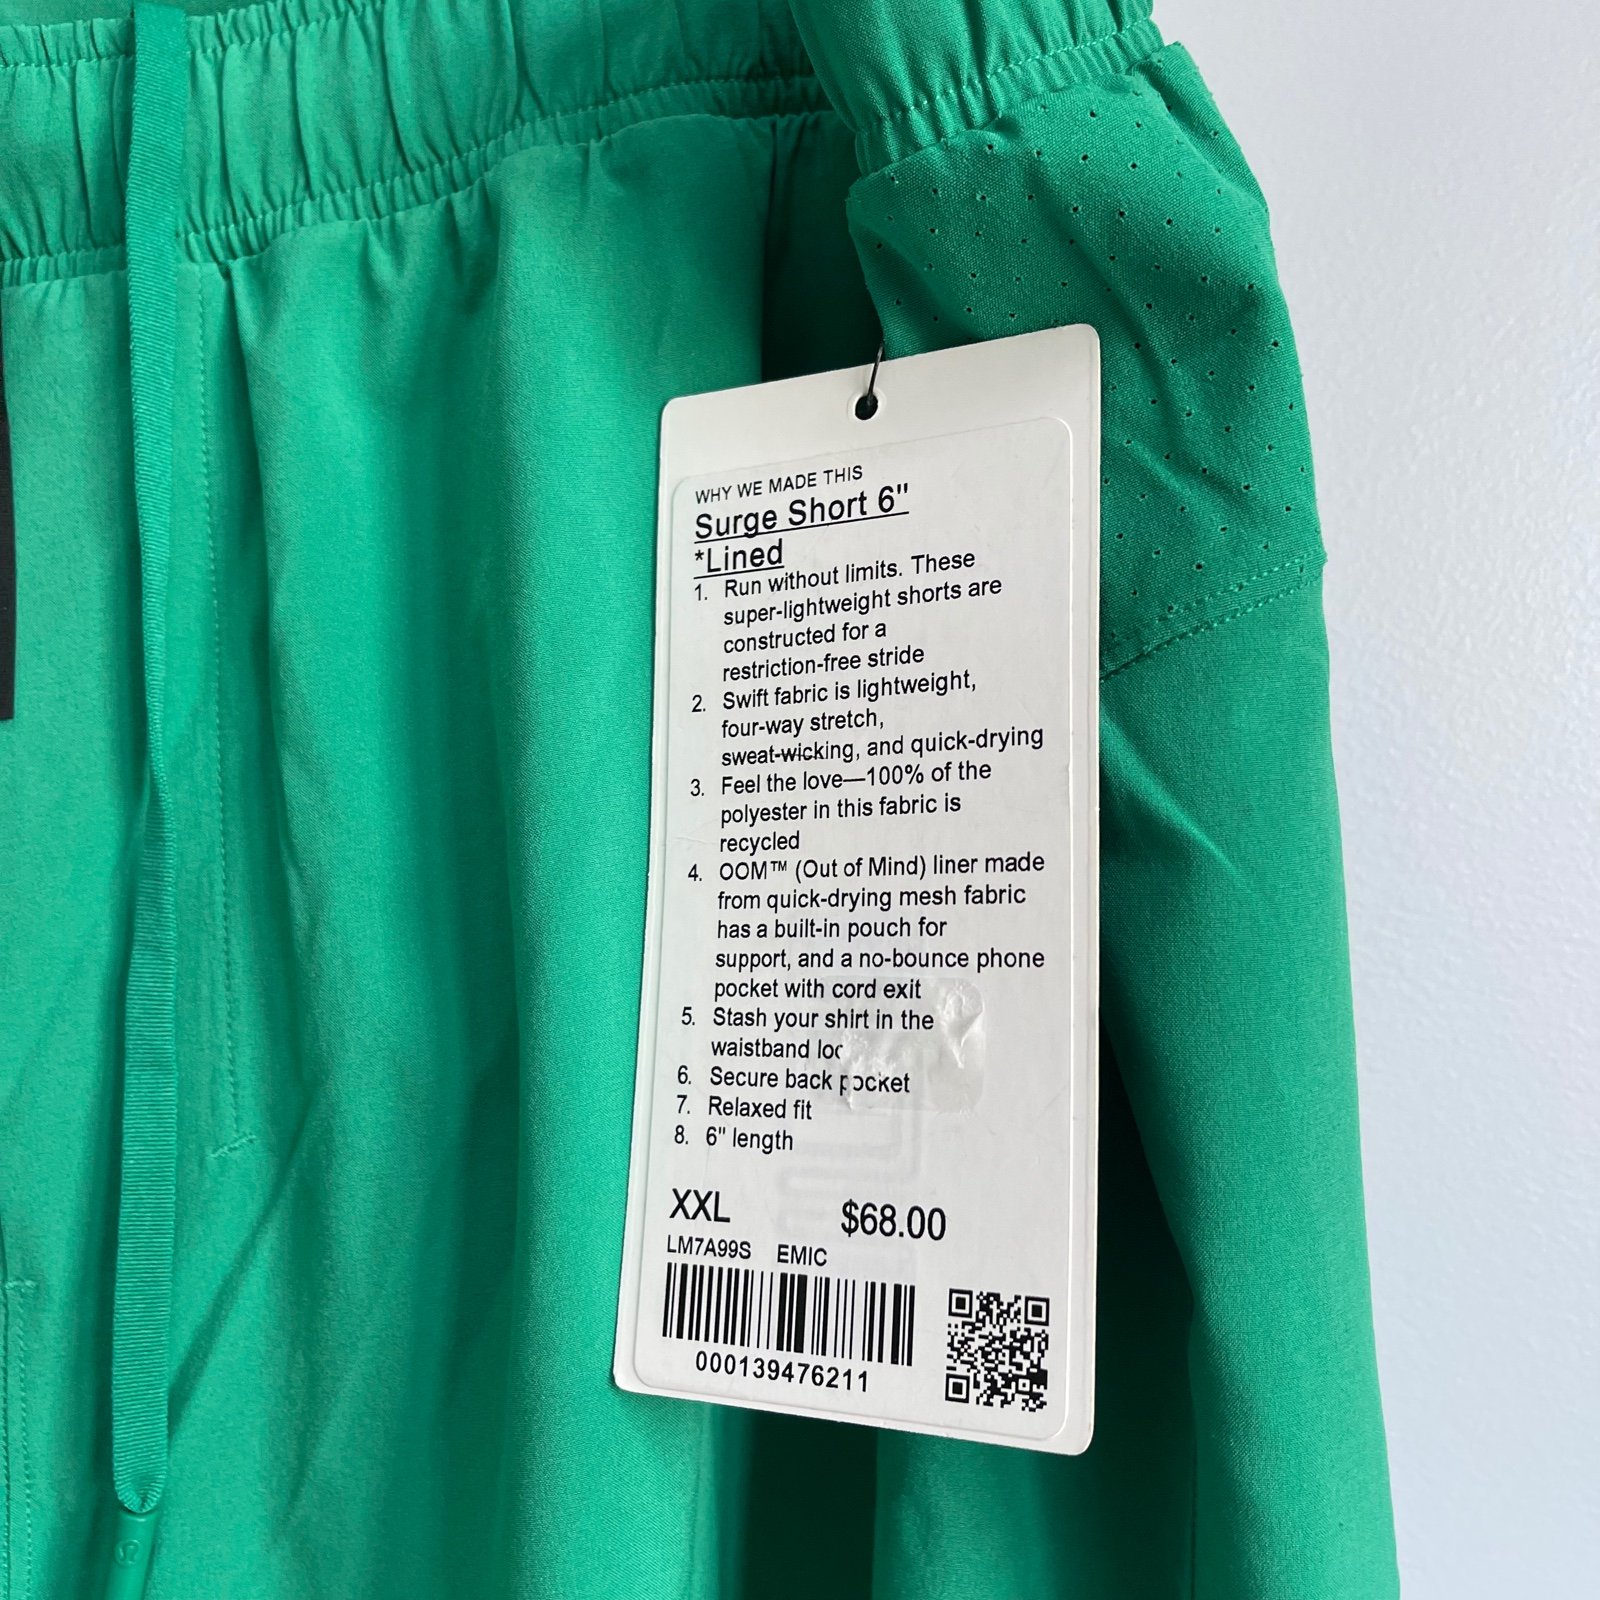 WHY WE MADE THIS
Surge Short 6"
*Lined
1. Run without limits. These
super-lightweight shorts are
constructed for a
restriction-free stride
2. Swift fabric is lightweight,
four-way stretch,
sweat-wicking, and quick-drying
3. Feel the love—100% of the
polyester in this fabric is
recycled
4. OOM™ (Out of Mind) liner made
from quick-drying mesh fabric
has a built-in pouch for
support, and a no-bounce phone
pocket with cord exit
5. Stash your shirt in the
waistband
6. Secure back pocket
7. Relaxed fit
8. 6" length
XXL $68.00
LM7A99S EMIC
000139476211